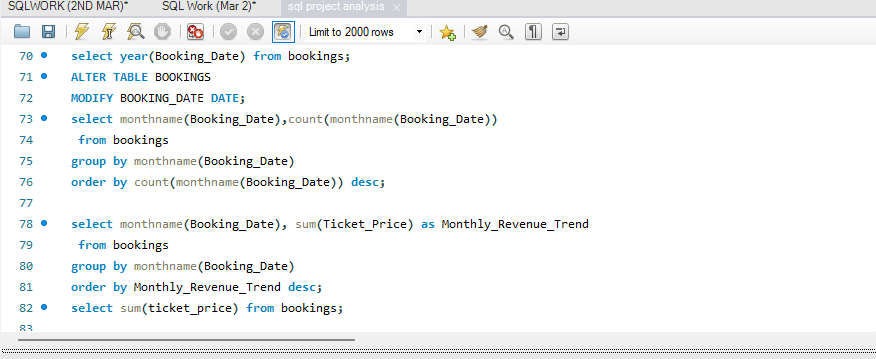 SQLWORK (2ND MAR)* SQL Work (Mar 2)* sql project analysis
Limit to 2000 rows
70 select year(Booking_Date) from bookings;
71 ALTER TABLE BOOKINGS
72 MODIFY BOOKING_DATE DATE;
73 select monthname(Booking_Date),count(monthname(Booking_Date))
74 from bookings
75 group by monthname(Booking_Date)
76 order by count(monthname(Booking_Date)) desc;
77
78 select monthname(Booking_Date), sum(Ticket_Price) as Monthly_Revenue_Trend
79 from bookings
80 group by monthname(Booking_Date)
81 order by Monthly_Revenue_Trend desc;
82 select sum(ticket_price) from bookings;
83